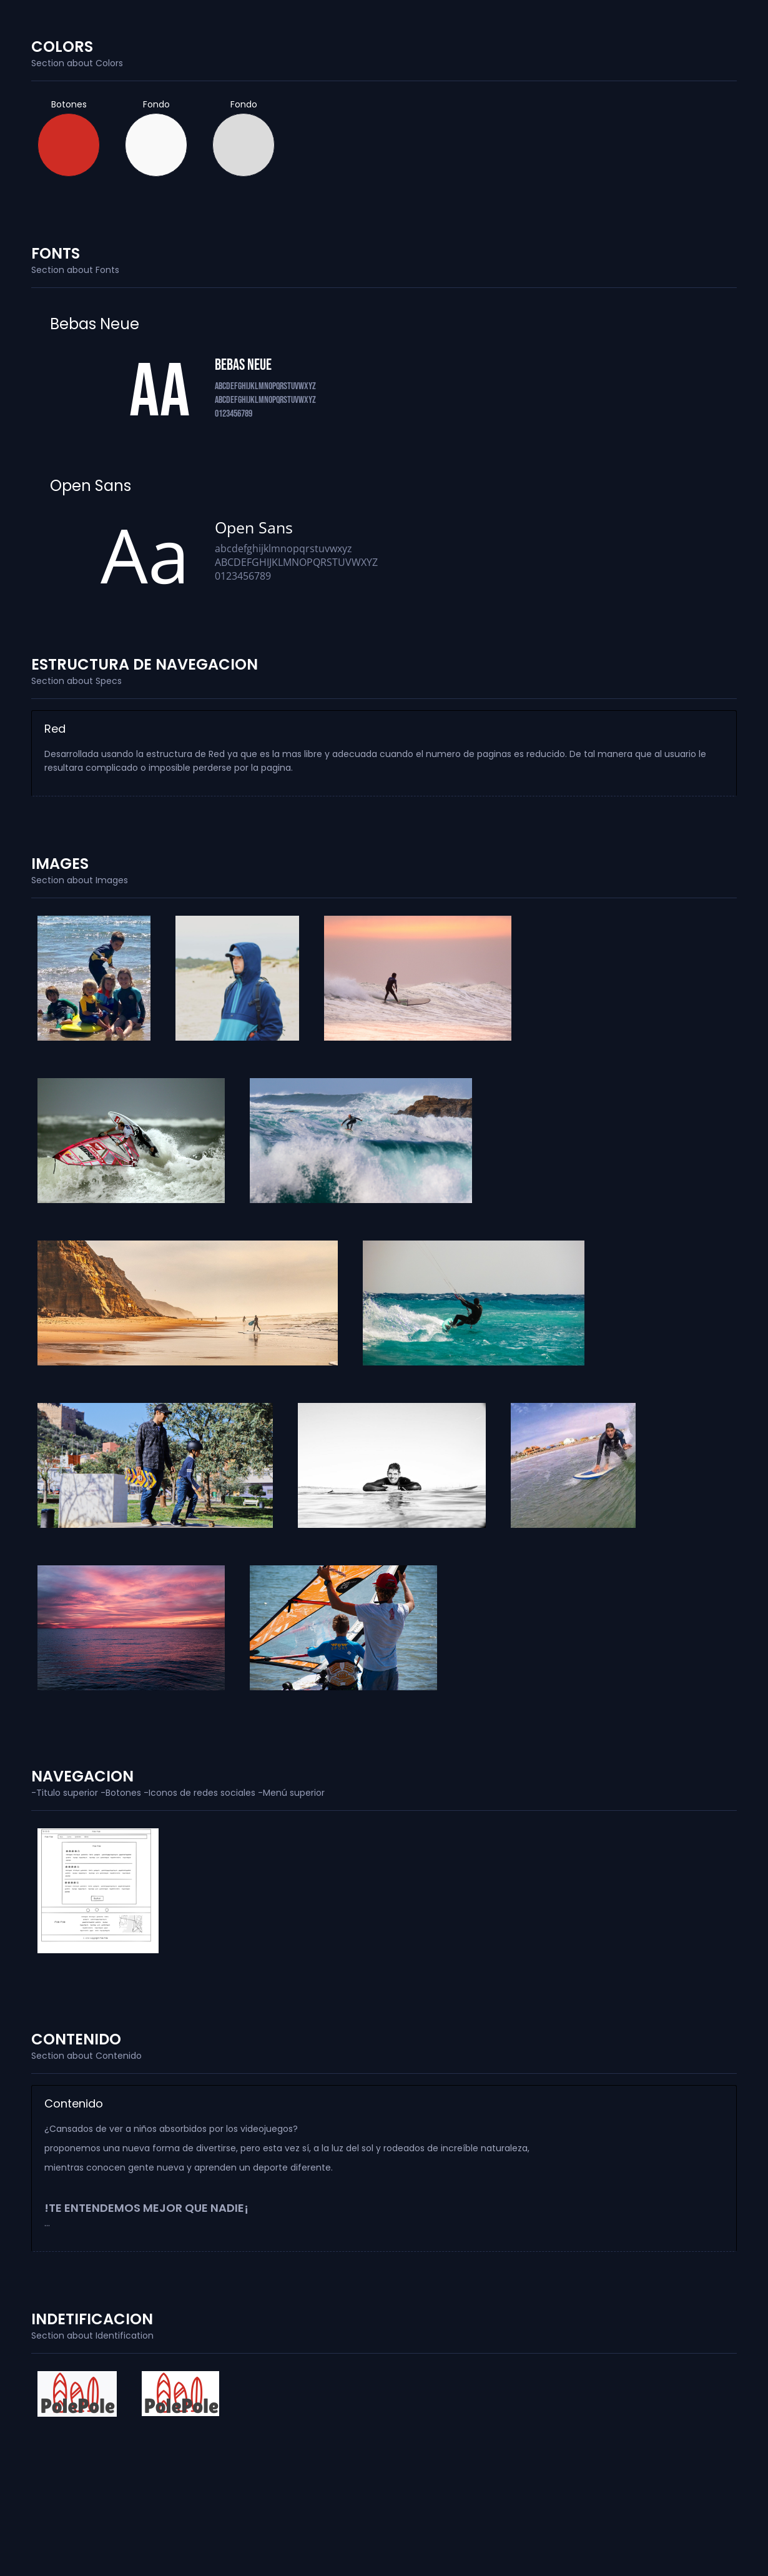 COLORS
Section about Colors
Botones
Fondo
Fondo
FONTS
Section about Fonts
Bebas Neue
AA
BEBAS NEUE
ABCDEFGHIJKLMNOPQRSTUVWXYZ
ABCDEFGHIJKLMNOPQRSTUVWXYZ
0123456789
Open Sans
Aa
Open Sans
abcdefghijklmnopqrstuvwxyz
ABCDEFGHIJKLMNOPQRSTUVWXYZ
0123456789
ESTRUCTURA DE NAVEGACION
Section about Specs
Red
Desarrollada usando la estructura de Red ya que es la mas libre y adecuada cuando el numero de paginas es reducido. De tal manera que al usuario le
resultara complicado o imposible perderse por la pagina.
IMAGES
Section about Images
NAVEGACION
-Titulo superior -Botones -Iconos de redes sociales -Menú superior
CONTENIDO
Section about Contenido
Contenido
¿Cansados de ver a niños absorbidos por los videojuegos?
proponemos una nueva forma de divertirse, pero esta vez sí, a la luz del sol y rodeados de increíble naturaleza,
mientras conocen gente nueva y aprenden un deporte diferente.
!TE ENTENDEMOS MEJOR QUE NADIE¡
INDETIFICACION
Section about Identification
PolePole
PolePole